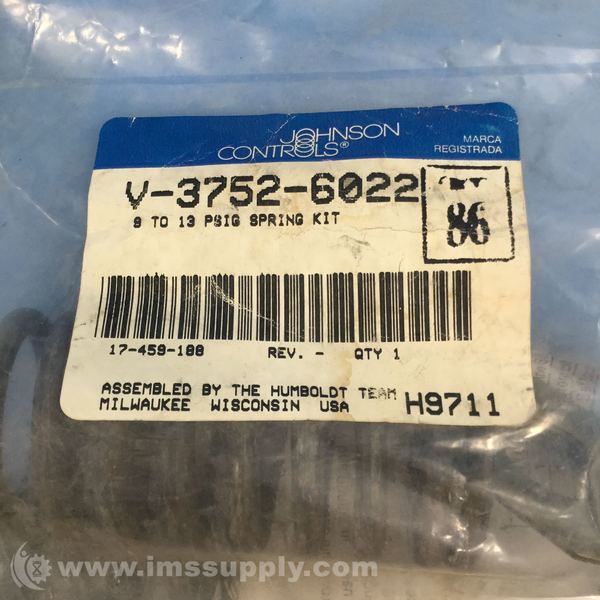 JOHNSON
CONTROLS®
MARCA
REGISTRADA
V-3752-6022
86
9 TO 13 PSIG SPRING KIT
17-459-188 REV. - QTY 1
ASSEMBLED BY THE HUMBOLDT TEAM
MILWAUKEE WISCONSIN USA H9711
www.imssupply.com